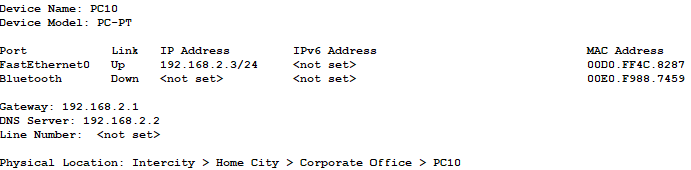 Device Name: PC10
Device Model: PC-PT
Port Link IP Address IPv6 Address MAC Address
FastEthernet0 Up 192.168.2.3/24 <not set> 00D0.FF4C.8287
Bluetooth Down <not set> <not set> 00E0.F988.7459
Gateway: 192.168.2.1
DNS Server: 192.168.2.2
Line Number: <not set>
Physical Location: Intercity > Home City > Corporate Office > PC10